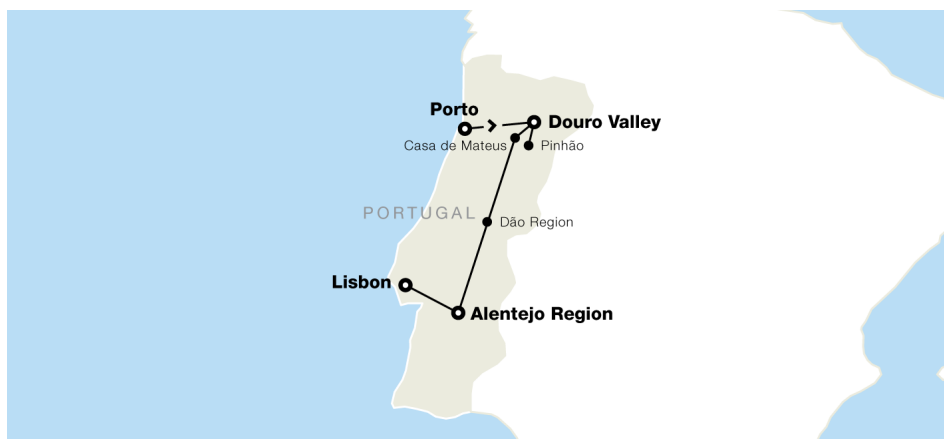 Porto
Douro Valley
Casa de Mateus
Pinhão
PORTUGAL
Dão Region
Lisbon
Alentejo Region